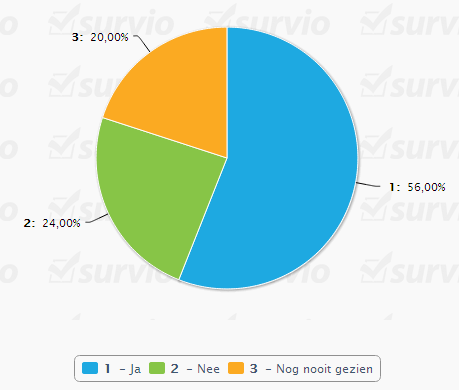 3: 20,00%
1: 56,00%
2: 24,00%
1 - Ja 2 - Nee 3 - Nog nooit gezien
survio